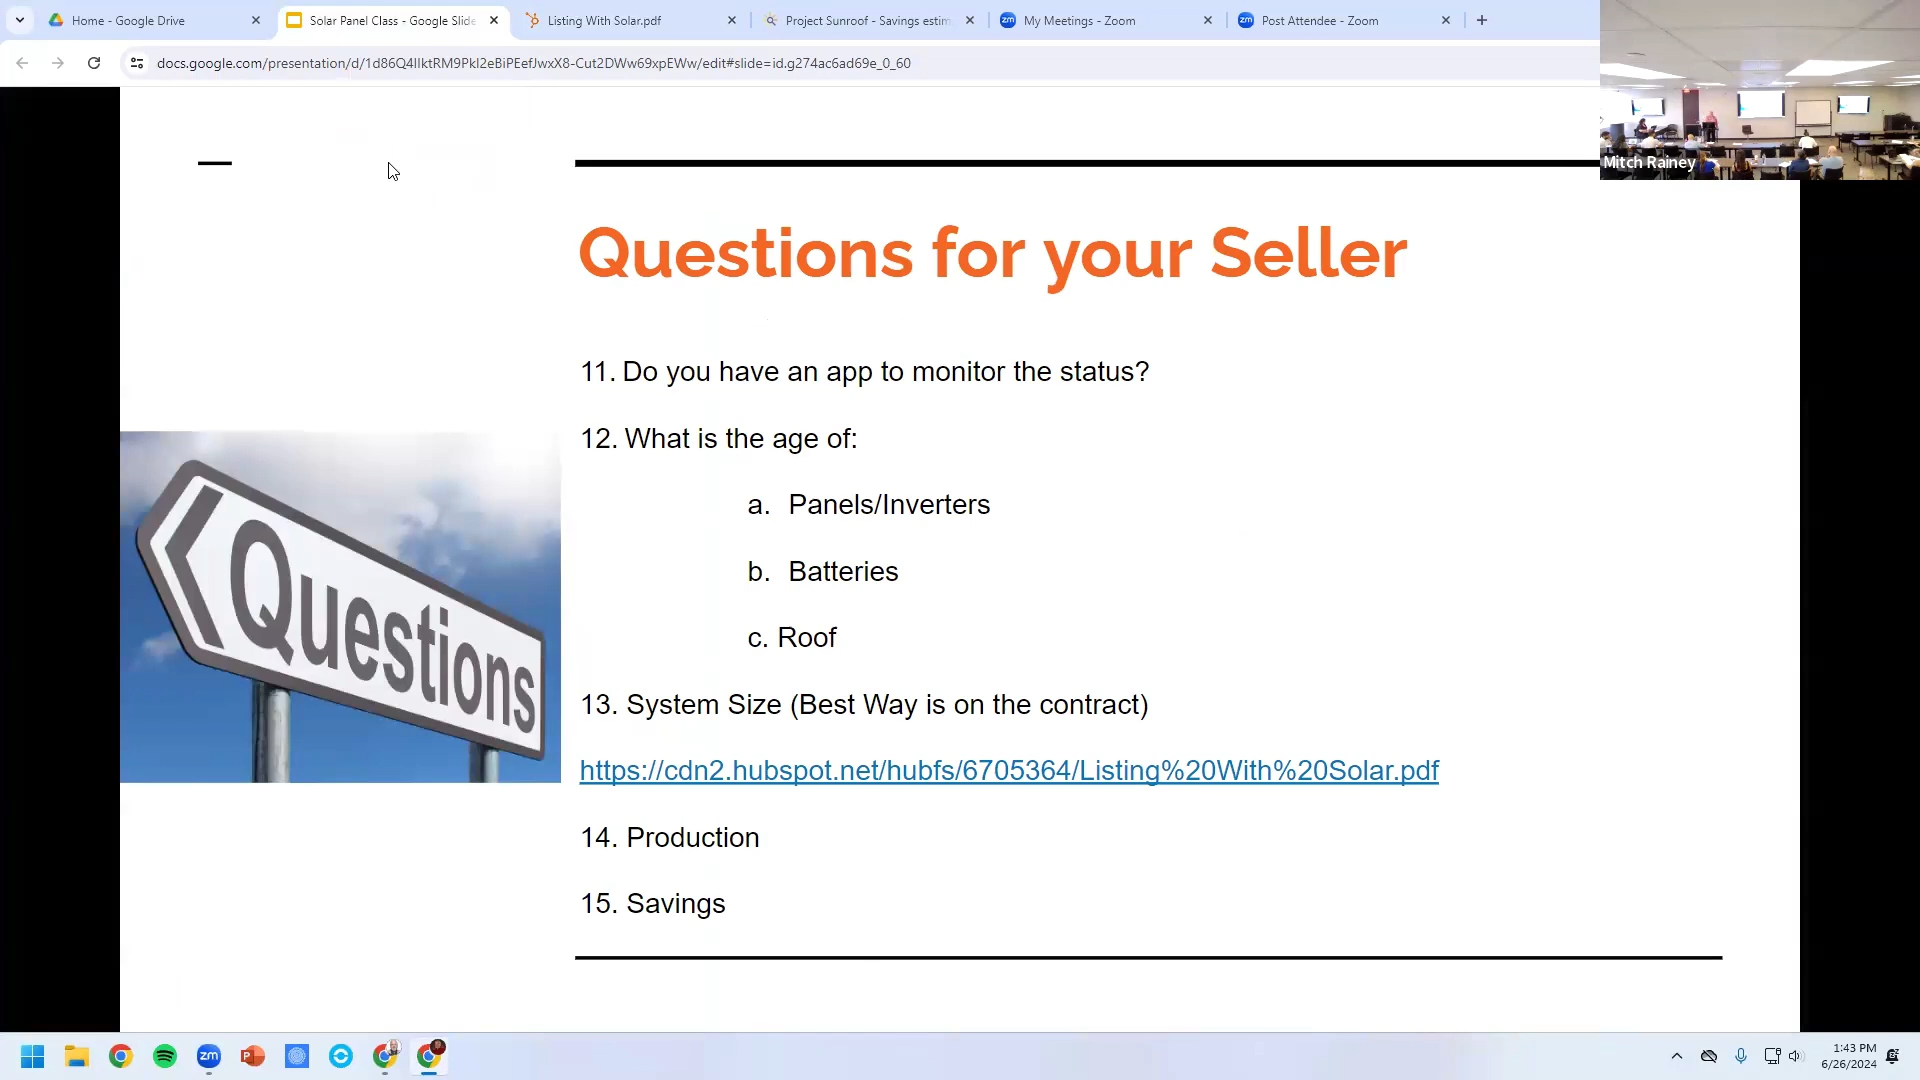 Home - Google Drive
Solar Panel Class - Google Slide
Listing With Solar.pdf
Project Sunroof - Savings estim
zm
My Meetings - Zoom
zm
Post Attendee - Zoom
docs.google.com/presentation/d/1d86Q4IlktRM9PkI2eBiPEefJwxX8-Cut2DWw69xpEWw/edit#slide=id.g274ac6ad69e_0_60
Mitch Rainey
Questions for your Seller
11. Do you have an app to monitor the status?
12. What is the age of:
a. Panels/Inverters
b. Batteries
c. Roof
Questions
13. System Size (Best Way is on the contract)
https://cdn2.hubspot.net/hubfs/6705364/Listing%20With%20Solar.pdf
14. Production
15. Savings
zm
P
1:43 PM
6/26/2024